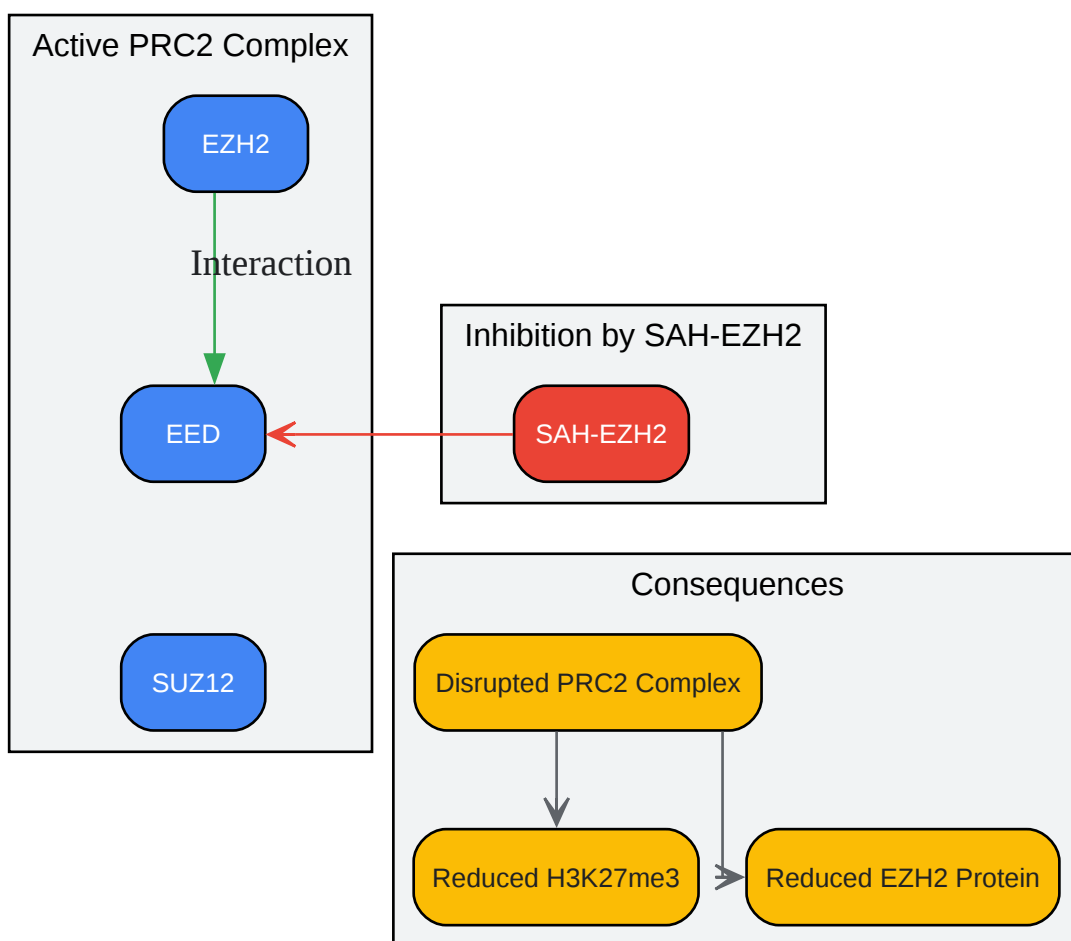 Active PRC2 Complex
EZH2
Interaction
Inhibition by SAH-EZH2
EED
SAH-EZH2
Consequences
SUZ12
Disrupted PRC2 Complex
Reduced H3K27me3
Reduced EZH2 Protein